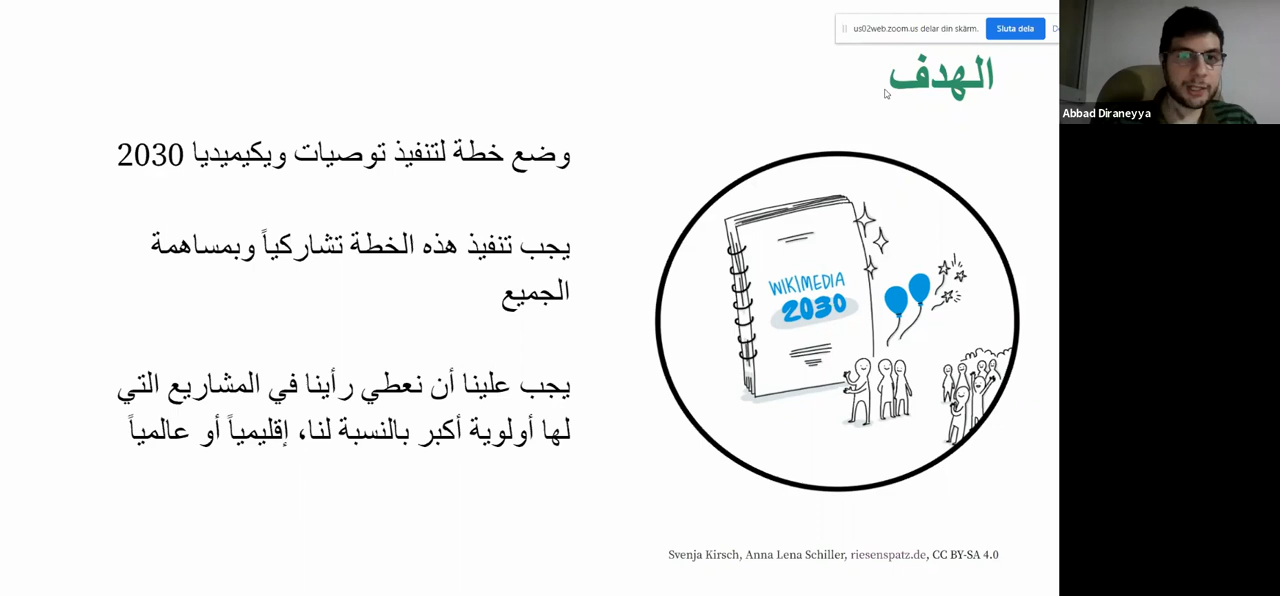 us02web.zoom.us delar din skärm.
Sluta dela
الهدف
Abbad Diraneyya
وضع خطة لتنفيذ توصيات ويكيميديا 2030
يجب تنفيذ هذه الخطة تشاركياً وبمساهمة
الجميع
يجب علينا أن نعطي رأينا في المشاريع التي
لها أولوية أكبر بالنسبة لنا، إقليمياً أو عالمياً
WIKIMEDIA
2030
Svenja Kirsch, Anna Lena Schiller, riesenspatz.de, CC BY-SA 4.0